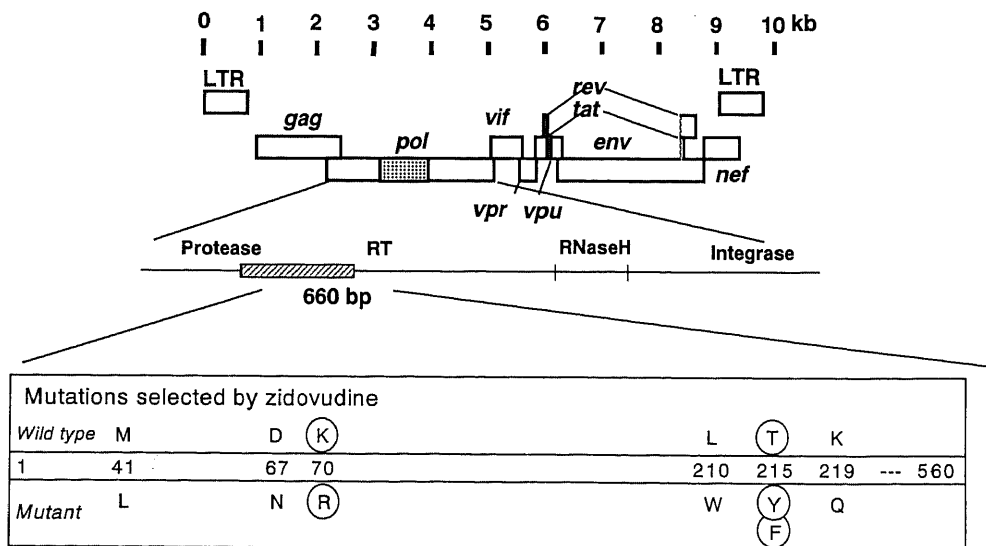 0 1 2 3 4 5 6 7 8 9 10 kb
LTR LTR
rev
tat
gag vif
pol env
nef
vpr vpu
Protease RT RNaseH Integrase
660 bp
Mutations selected by zidovudine
Wild type M D K L T K
1 41 67 70 210 215 219 --- 560
Mutant L N R W Y Q
F